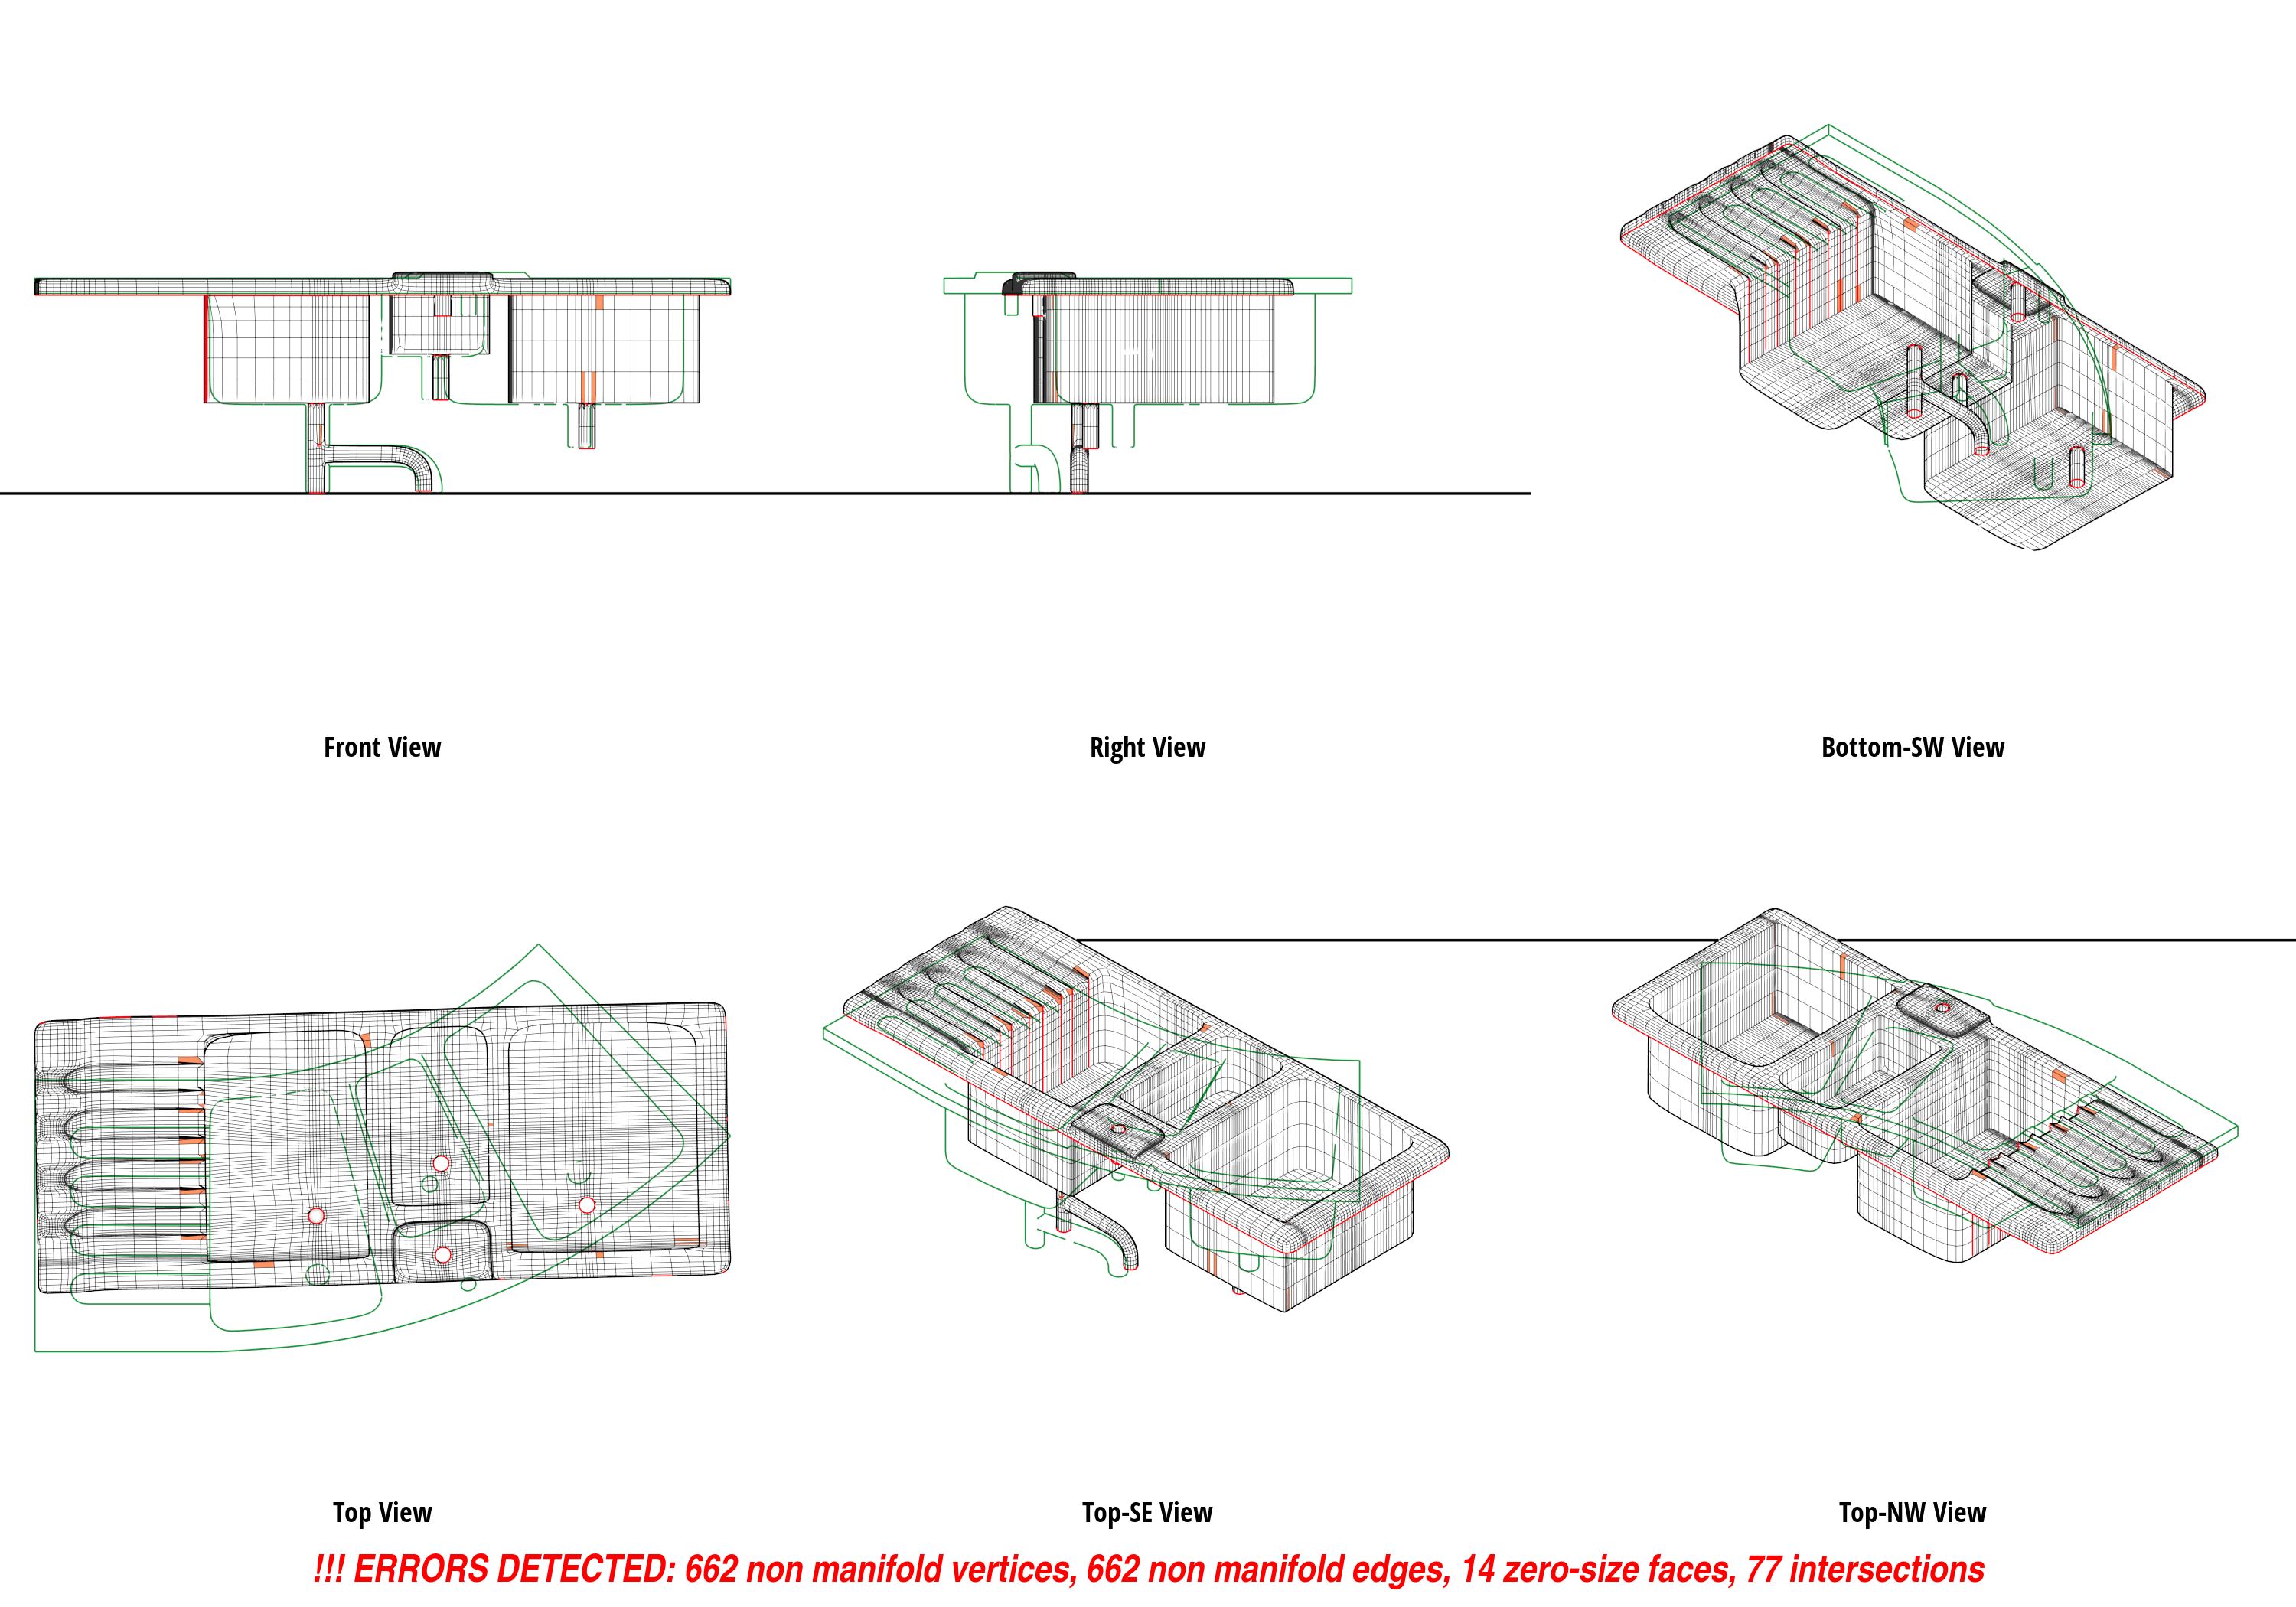 Front View
Right View
Bottom-SW View
Top View
Top-SE View
Top-NW View
!!! ERRORS DETECTED: 662 non manifold vertices, 662 non manifold edges, 14 zero-size faces, 77 intersections